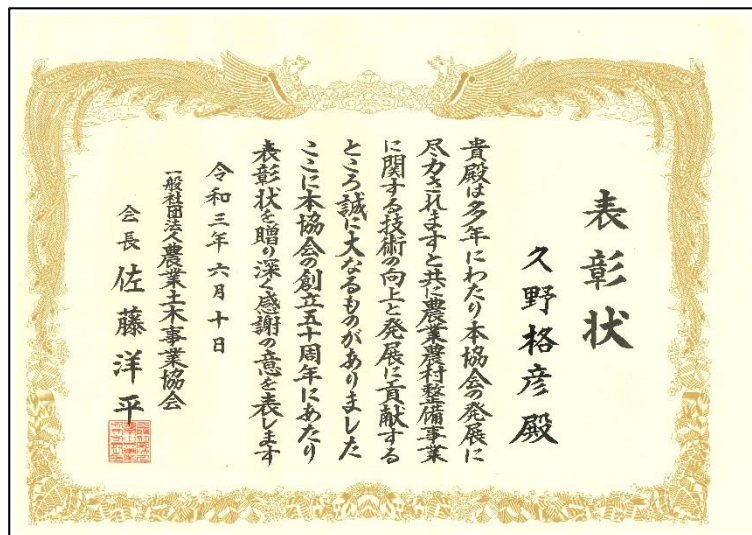 表彰状
久野格彦殿
貴殿は多年にわたり本協会の発展に
尽力されますと共に農業農村整備事業
に関する技術の向上と発展に貢献する
ところ誠に大なるものがありました
ここに本協会の創立五十周年にあたり
表彰状を贈り深く感謝の意を表します
令和三年六月十日
一般社団法人農業土木事業協会
会長 佐藤洋平